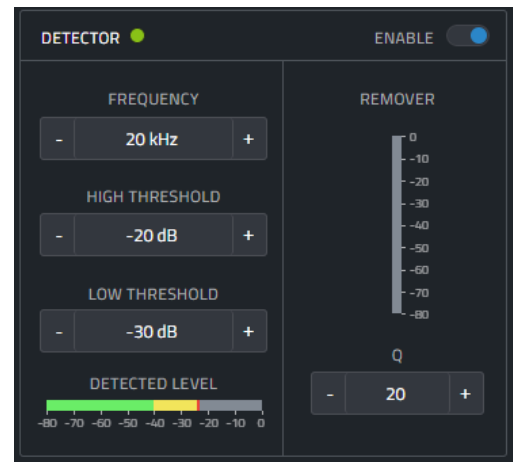 DETECTOR
ENABLE
FREQUENCY
- 20 kHz +
HIGH THRESHOLD
- -20 dB +
LOW THRESHOLD
- -30 dB +
DETECTED LEVEL
-80 -70 -60 -50 -40 -30 -20 -10 0
REMOVER
0
-10
-20
-30
-40
-50
-60
-70
-80
Q
- 20 +